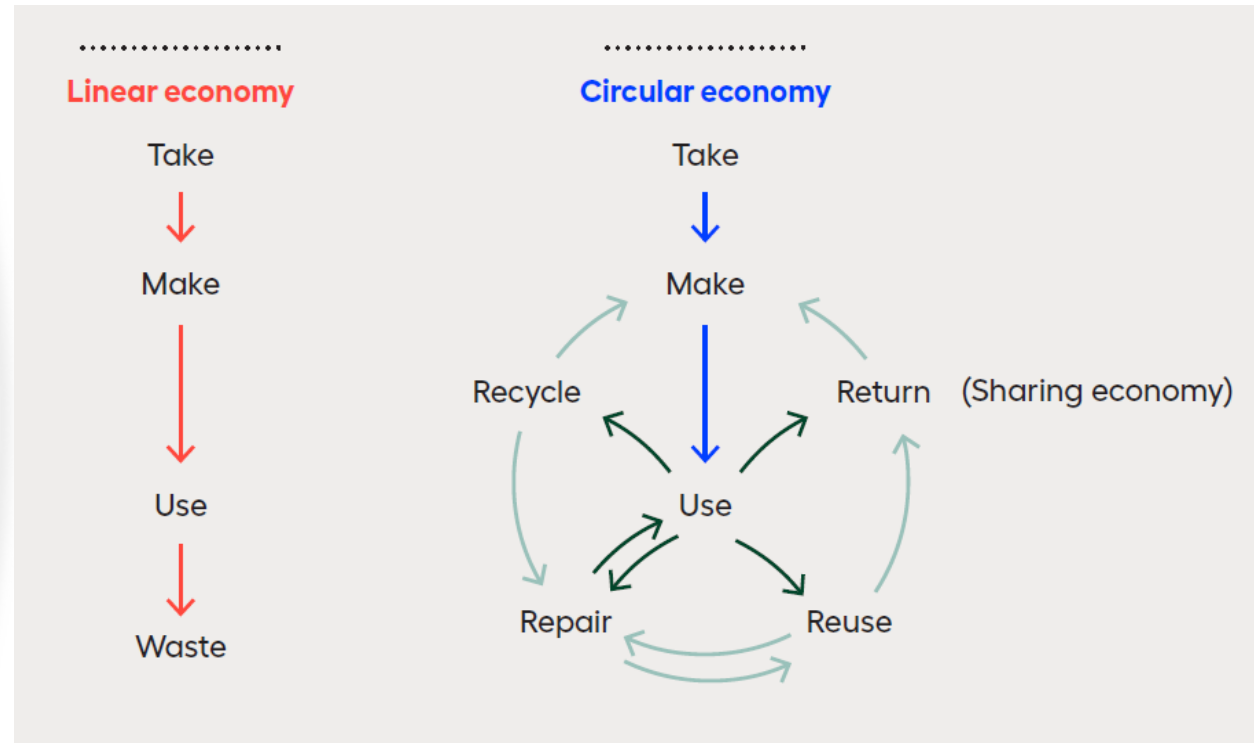 Linear economy
Take
Make
Use
Waste
Circular economy
Take
Make
Recycle
Return (Sharing economy)
Use
Repair
Reuse